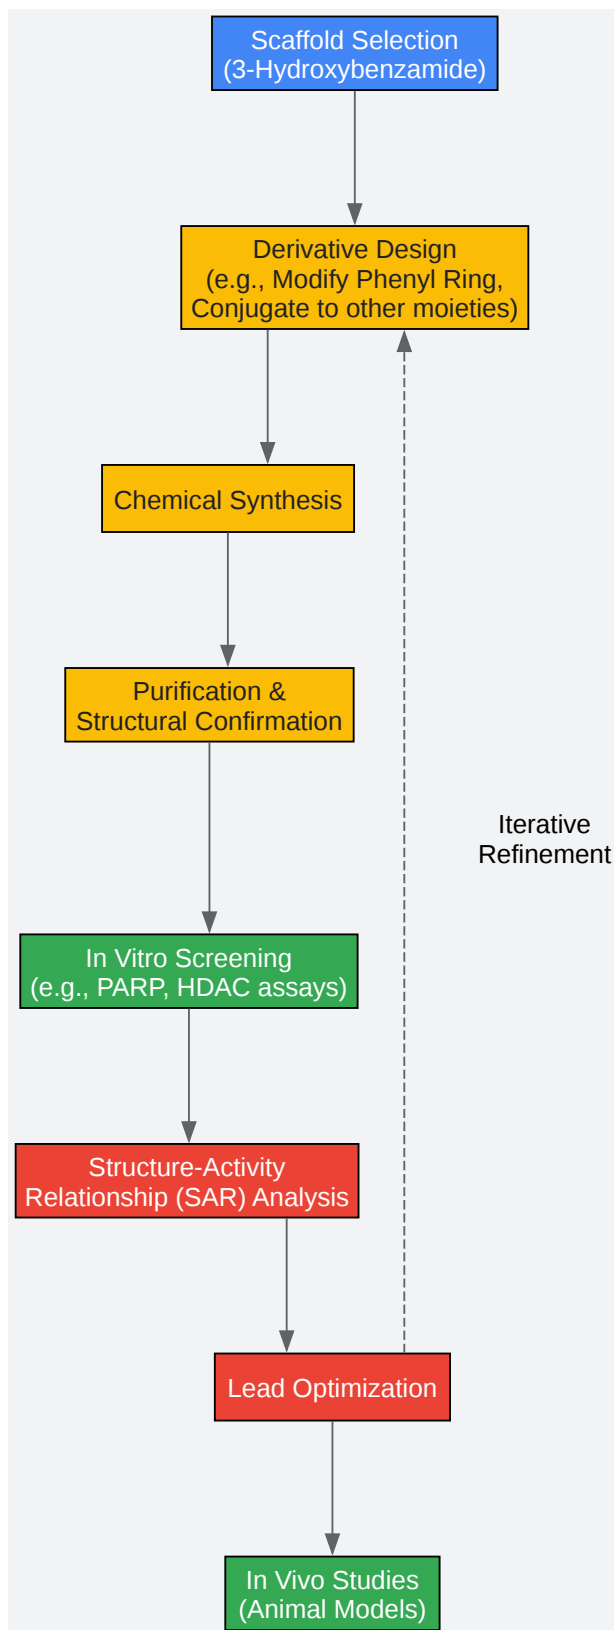 Scaffold Selection
(3-Hydroxybenzamide)
Derivative Design
(e.g., Modify Phenyl Ring,
Conjugate to other moieties)
Chemical Synthesis
Purification &
Structural Confirmation
Iterative
Refinement
In Vitro Screening
(e.g., PARP, HDAC assays)
Structure-Activity
Relationship (SAR) Analysis
Lead Optimization
In Vivo Studies
(Animal Models)